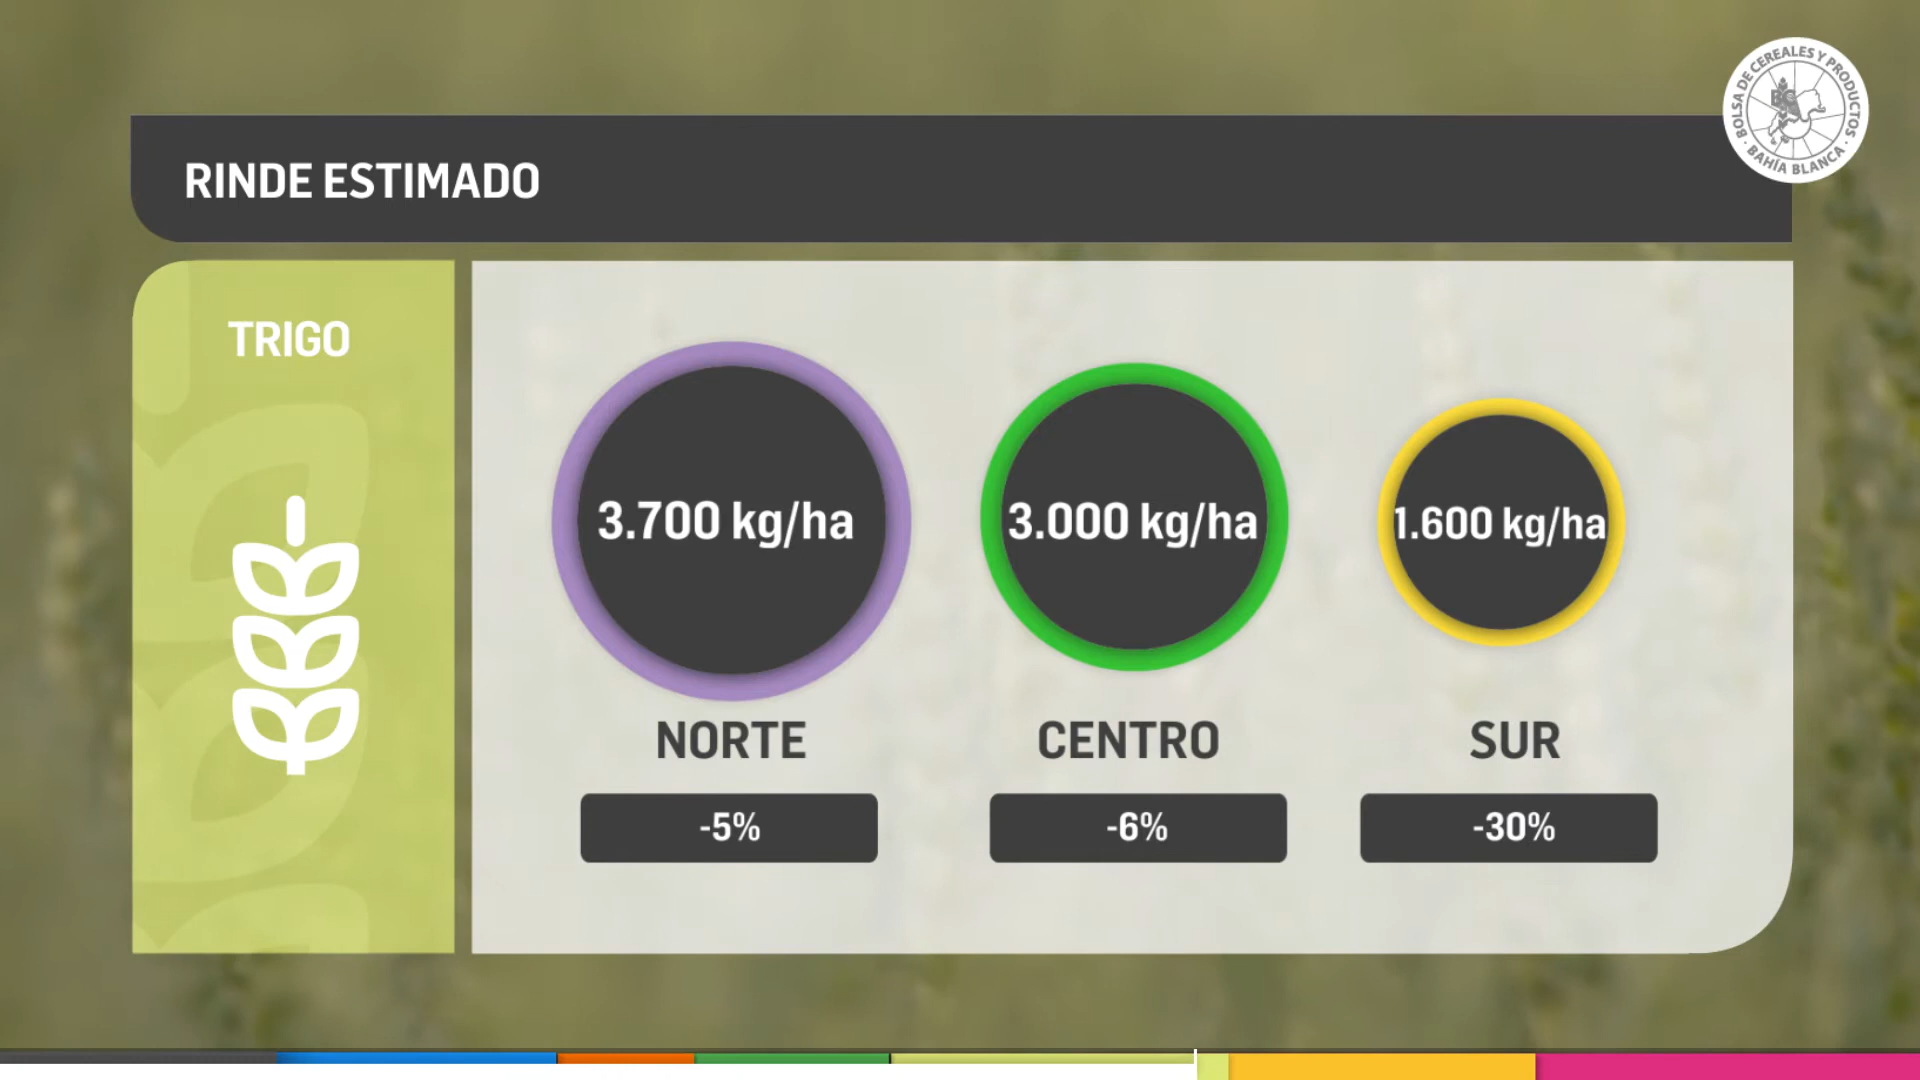 BOLSA DE CEREALES Y PRODUCTOS
· BAHÍA BLANCA ·
RINDE ESTIMADO
TRIGO
3.700 kg/ha
3.000 kg/ha
1.600 kg/ha
NORTE
CENTRO
SUR
-5%
-6%
-30%